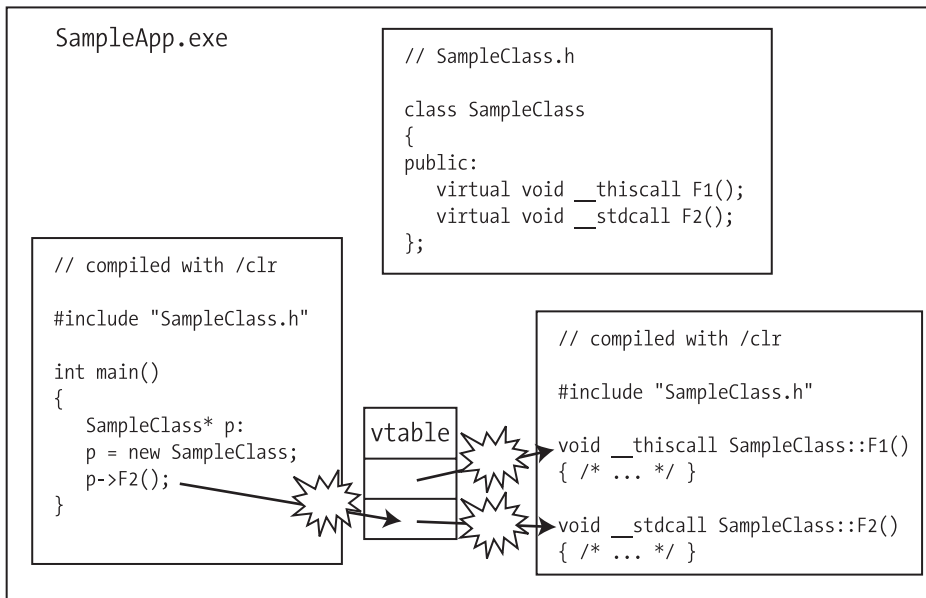 SampleApp.exe
// SampleClass.h
class SampleClass
{
public:
virtual void __thiscall F1();
virtual void __stdcall F2();
};
// compiled with /clr
#include "SampleClass.h"
int main()
{
SampleClass* p:
p = new SampleClass;
p->F2();
}
vtable
// compiled with /clr
#include "SampleClass.h"
void __thiscall SampleClass::F1()
{ /* ... */ }
void __stdcall SampleClass::F2()
{ /* ... */ }